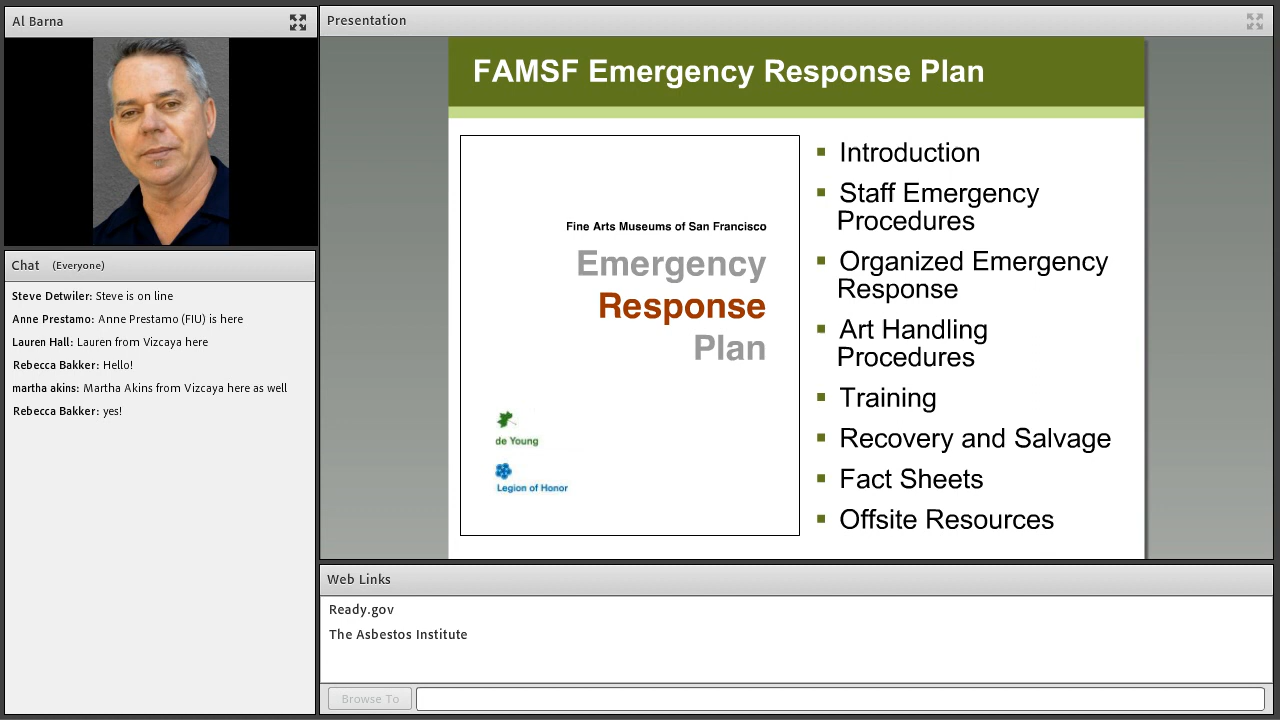 Al Barna
Chat (Everyone)
Steve Detwiler: Steve is on line
Anne Prestamo: Anne Prestamo (FIU) is here
Lauren Hall: Lauren from Vizcaya here
Rebecca Bakker: Hello!
martha akins: Martha Akins from Vizcaya here as well
Rebecca Bakker: yes!
Presentation
FAMSF Emergency Response Plan
Fine Arts Museums of San Francisco
Emergency
Response
Plan
de Young
Legion of Honor
Introduction
Staff Emergency
Procedures
Organized Emergency
Response
Art Handling
Procedures
Training
Recovery and Salvage
Fact Sheets
Offsite Resources
Web Links
Ready.gov
The Asbestos Institute
Browse To